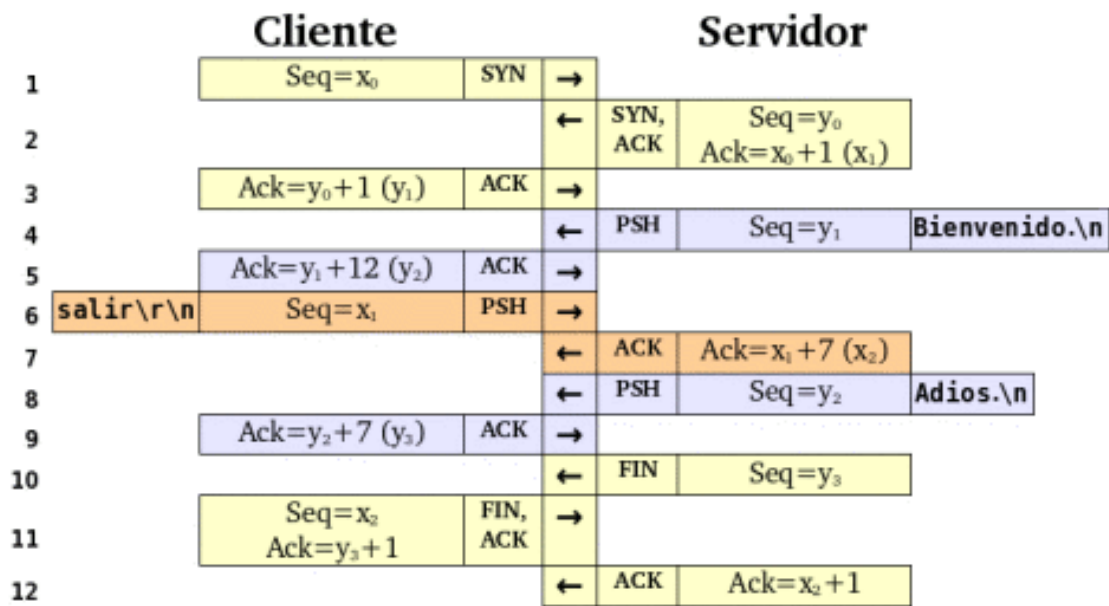 Cliente Servidor
1 Seq=x₀ SYN →
2 ← SYN, ACK Seq=y₀
Ack=x₀+1 (x₁)
3 Ack=y₀+1 (y₁) ACK →
4 ← PSH Seq=y₁ Bienvenido.\n
5 Ack=y₁+12 (y₂) ACK →
6 salir\r\n Seq=x₁ PSH →
7 ← ACK Ack=x₁+7 (x₂)
8 ← PSH Seq=y₂ Adios.\n
9 Ack=y₂+7 (y₃) ACK →
10 ← FIN Seq=y₃
11 Seq=x₂ FIN, →
Ack=y₃+1 ACK
12 ← ACK Ack=x₂+1